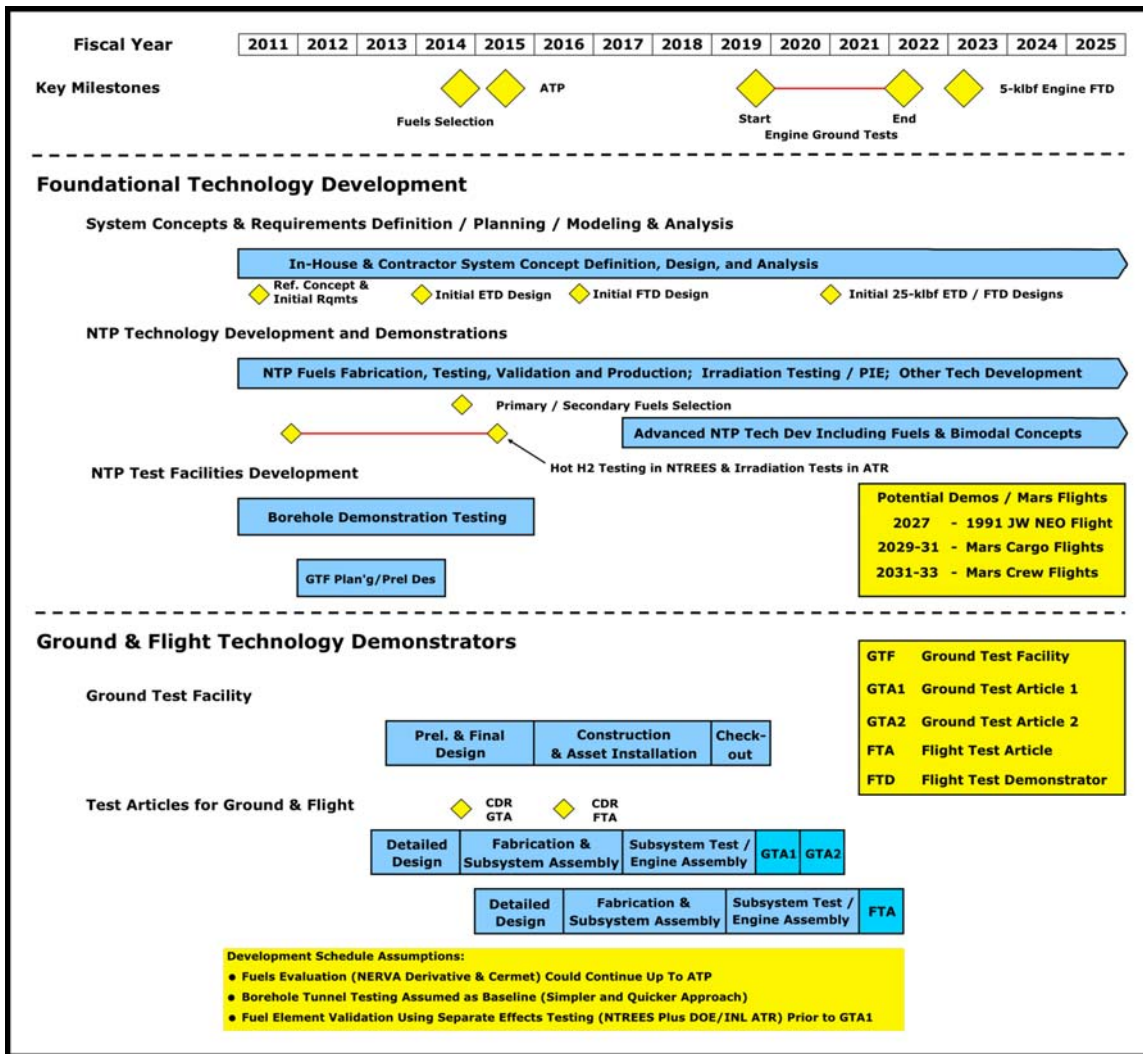 Fiscal Year 2011 2012 2013 2014 2015 2016 2017 2018 2019 2020 2021 2022 2023 2024 2025
Key Milestones
ATP
5-klbf Engine FTD
Fuels Selection
Start
End
Engine Ground Tests
Foundational Technology Development
System Concepts & Requirements Definition / Planning / Modeling & Analysis
In-House & Contractor System Concept Definition, Design, and Analysis
Ref. Concept &
Initial Rqmts
Initial ETD Design
Initial FTD Design
Initial 25-klbf ETD / FTD Designs
NTP Technology Development and Demonstrations
NTP Fuels Fabrication, Testing, Validation and Production; Irradiation Testing / PIE; Other Tech Development
Primary / Secondary Fuels Selection
Advanced NTP Tech Dev Including Fuels & Bimodal Concepts
Hot H2 Testing in NTREES & Irradiation Tests in ATR
NTP Test Facilities Development
Borehole Demonstration Testing
GTF Plan'g/Prel Des
Potential Demos / Mars Flights
2027 - 1991 JW NEO Flight
2029-31 - Mars Cargo Flights
2031-33 - Mars Crew Flights
Ground & Flight Technology Demonstrators
GTF Ground Test Facility
GTA1 Ground Test Article 1
GTA2 Ground Test Article 2
FTA Flight Test Article
FTD Flight Test Demonstrator
Ground Test Facility
Prel. & Final
Design
Construction
& Asset Installation
Check-
out
Test Articles for Ground & Flight
CDR
GTA
CDR
FTA
Detailed
Design
Fabrication &
Subsystem Assembly
Subsystem Test /
Engine Assembly
GTA1
GTA2
Detailed
Design
Fabrication &
Subsystem Assembly
Subsystem Test /
Engine Assembly
FTA
Development Schedule Assumptions:
● Fuels Evaluation (NERVA Derivative & Cermet) Could Continue Up To ATP
● Borehole Tunnel Testing Assumed as Baseline (Simpler and Quicker Approach)
● Fuel Element Validation Using Separate Effects Testing (NTREES Plus DOE/INL ATR) Prior to GTA1